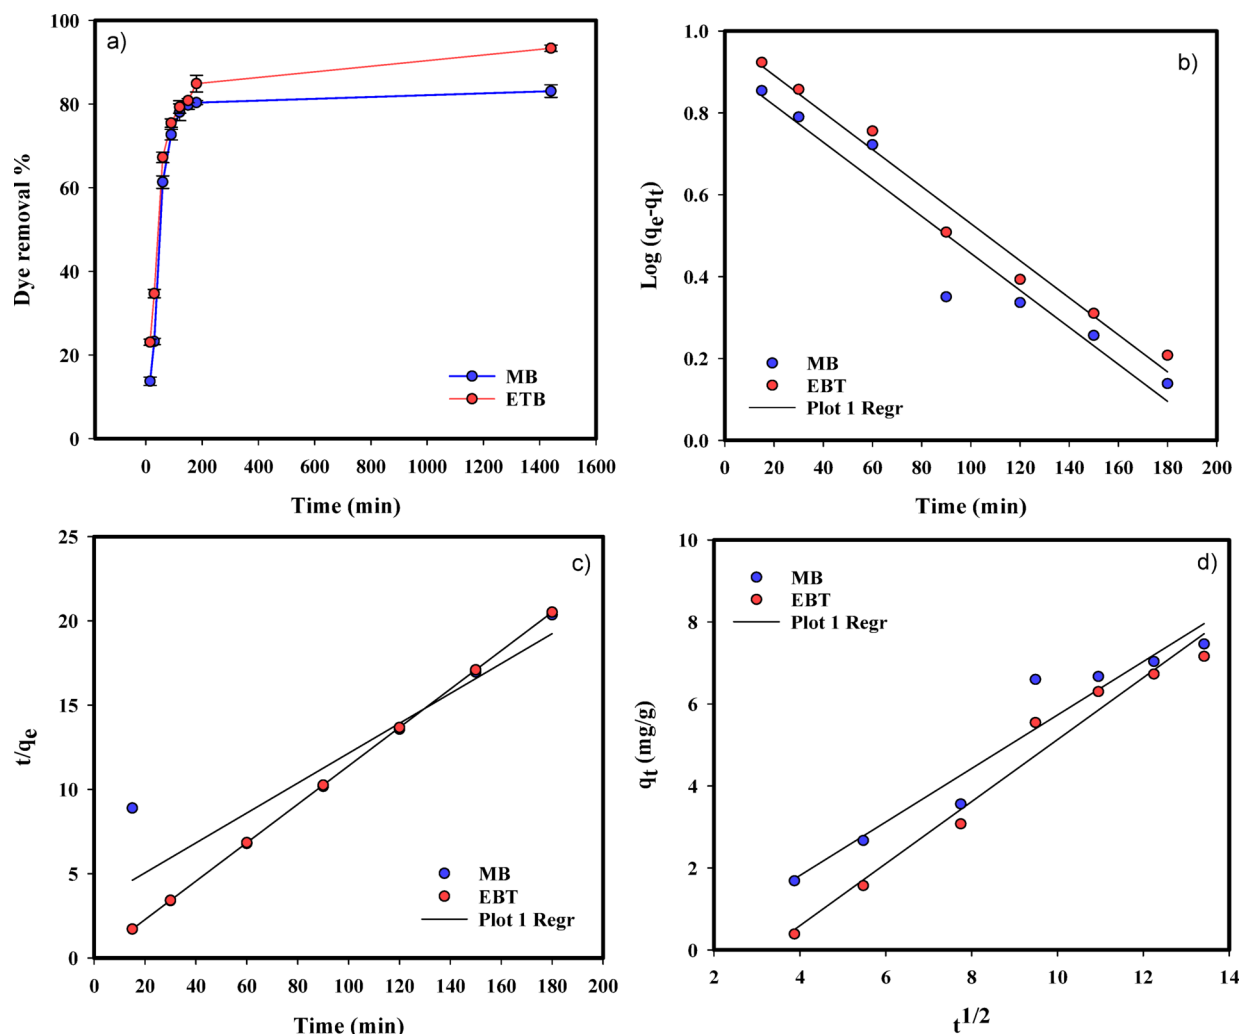 a)
100
80
60
40
20
0
Dye removal %
MB
ETB
0 200 400 600 800 1000 1200 1400 1600
Time (min)
b)
1.0
0.8
0.6
0.4
0.2
0.0
Log (qe-qt)
MB
EBT
Plot 1 Regr
0 20 40 60 80 100 120 140 160 180 200
Time (min)
c)
25
20
15
10
5
0
t/qe
MB
EBT
Plot 1 Regr
0 20 40 60 80 100 120 140 160 180 200
Time (min)
d)
10
8
6
4
2
0
qt (mg/g)
MB
EBT
Plot 1 Regr
2 4 6 8 10 12 14
t1/2